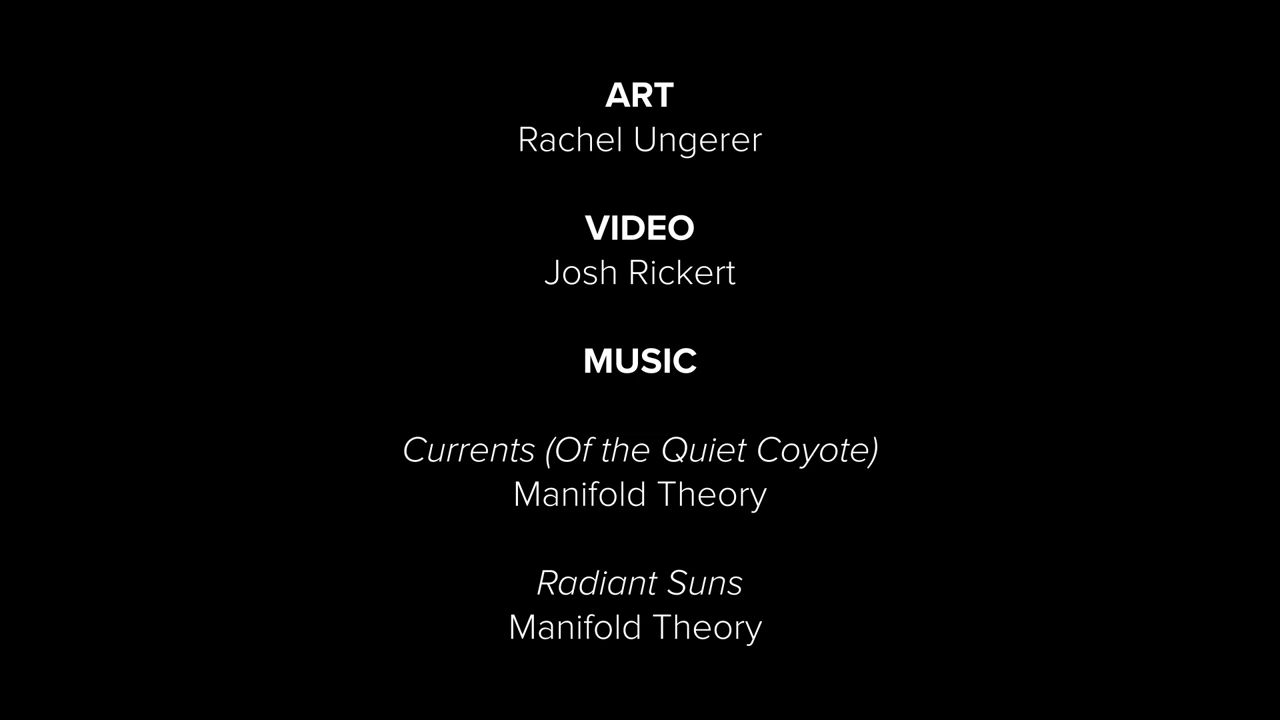 ART
Rachel Ungerer
VIDEO
Josh Rickert
MUSIC
Currents (Of the Quiet Coyote)
Manifold Theory
Radiant Suns
Manifold Theory